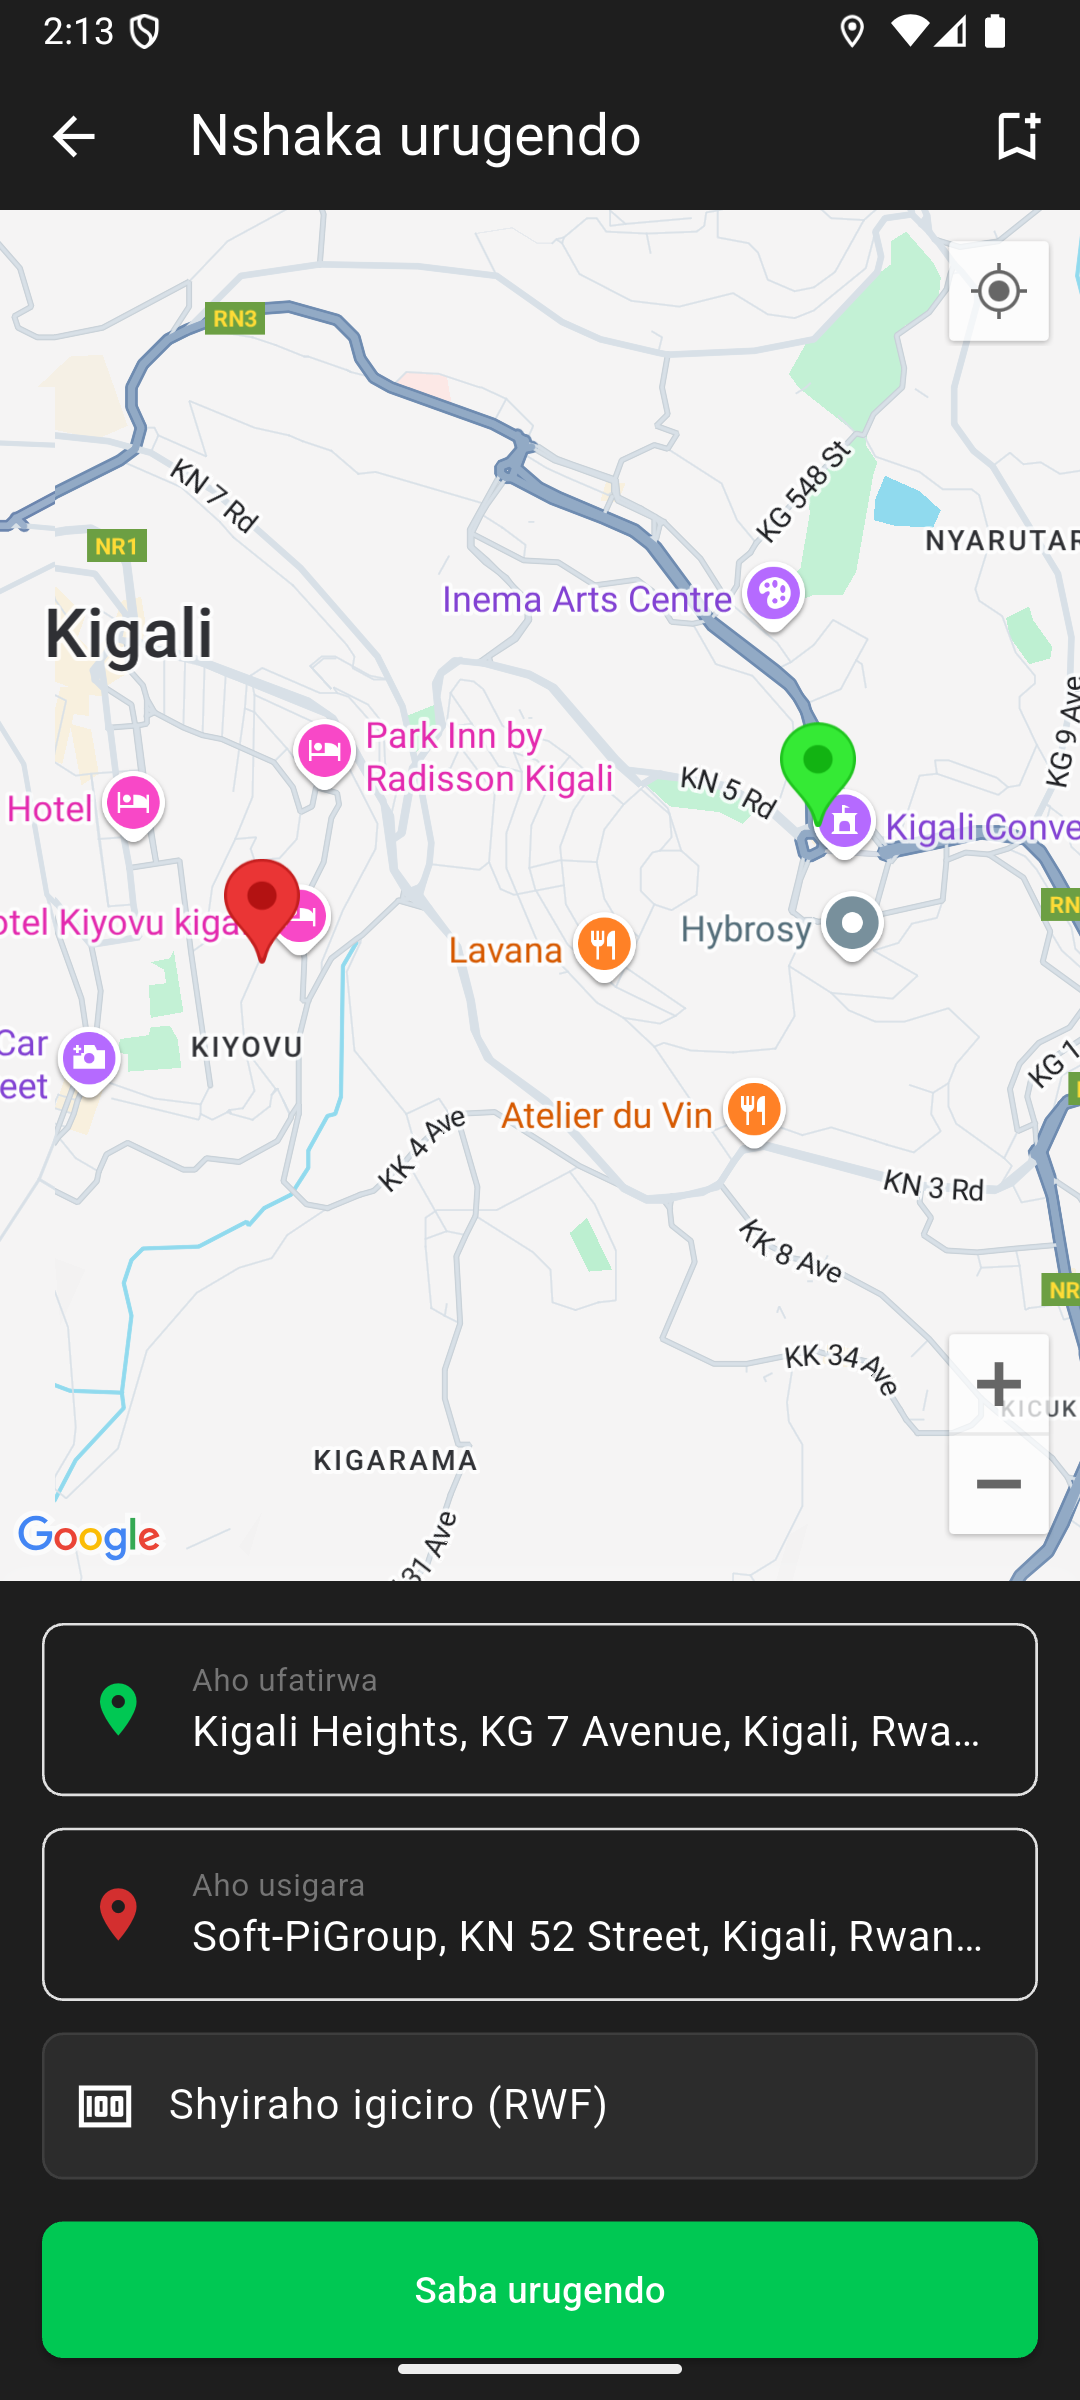 2:13
Nshaka urugendo
RN3
KN 7 Rd
KG 548 St
NR1
NYARUTAR
Inema Arts Centre
Kigali
KG 9 Ave
Park Inn by
Radisson Kigali
KN 5 Rd
Hotel
Kigali Conve
RN
otel Kiyovu kiga
Hybrosy
Lavana
Car
eet
KIYOVU
KG 1
Atelier du Vin
KK 4 Ave
KN 3 Rd
KK 8 Ave
NR
KK 34 Ave
KICUK
KIGARAMA
31 Ave
Google
Aho ufatirwa
Kigali Heights, KG 7 Avenue, Kigali, Rwa...
Aho usigara
Soft-PiGroup, KN 52 Street, Kigali, Rwan...
100
Shyiraho igiciro (RWF)
Saba urugendo